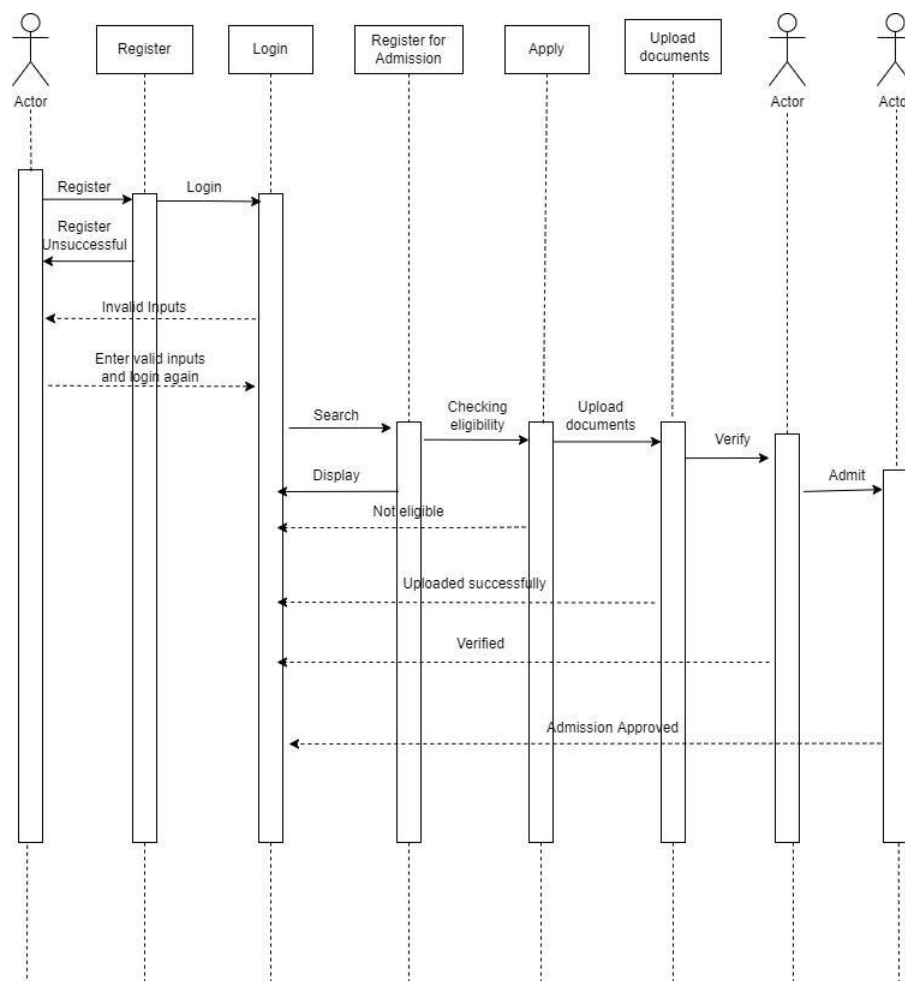 Register
Login
Register for
Admission
Apply
Upload
documents
Actor
Actor
Acto
Register
Login
Register
Unsuccessful
Invalid Inputs
Enter valid inputs
and login again
Search
Checking
eligibility
Upload
documents
Verify
Display
Admit
Not eligible
Uploaded successfully
Verified
Admission Approved